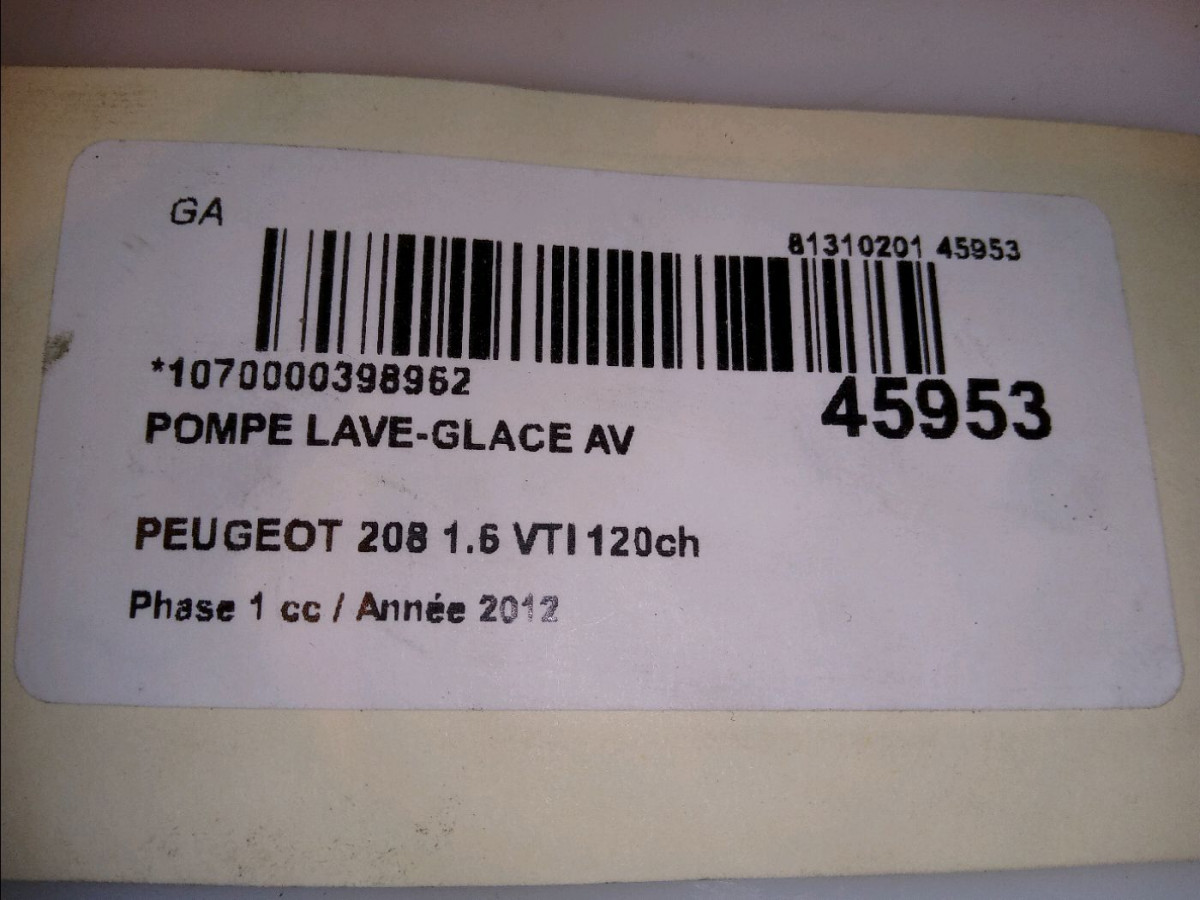 GA
81310201 45953
*1070000398962
45953
POMPE LAVE-GLACE AV
PEUGEOT 208 1.6 VTI 120ch
Phase 1 cc / Année 2012